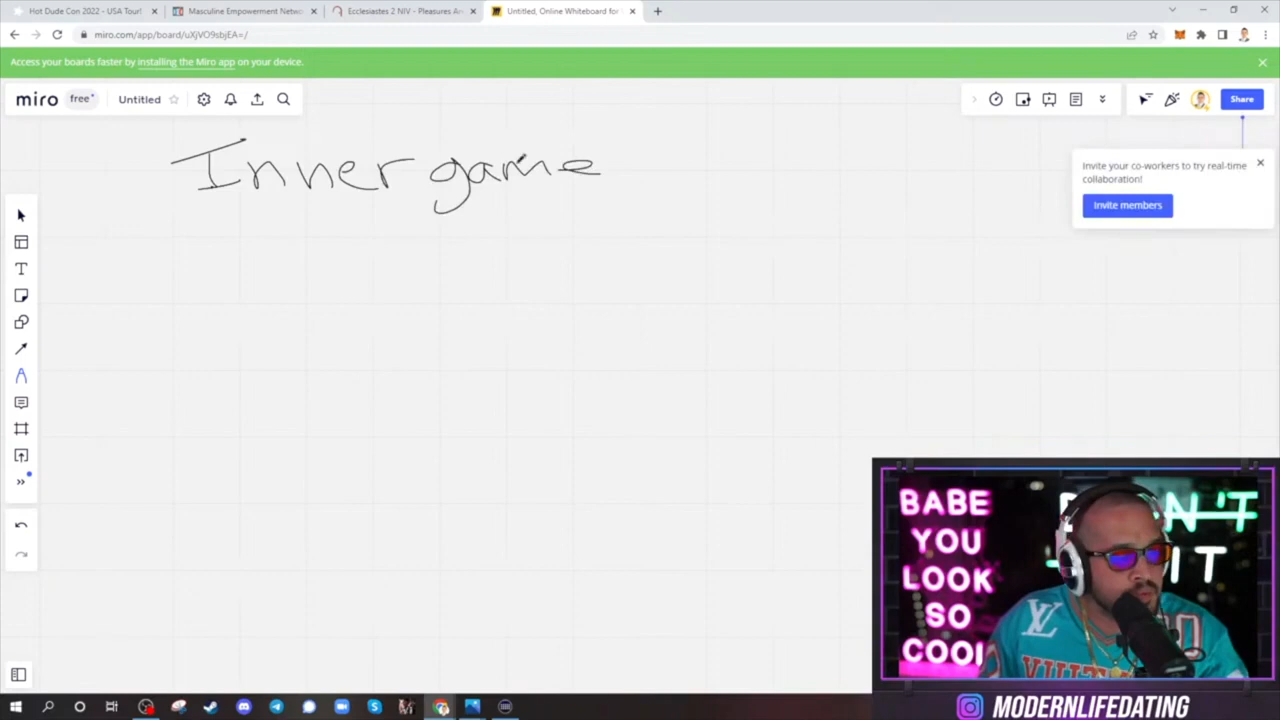 Hot Dude Con 2022 - USA Tour!
Masculine Empowerment Netwo
Ecclesiastes 2 NIV - Pleasures Ar
Untitled, Online Whiteboard for
miro.com/app/board/uXjVO9sbjEA=/
Access your boards faster by installing the Miro app on your device.
miro free Untitled
Share
Inner game
Invite your co-workers to try real-time
collaboration!
Invite members
BABE
YOU
LOOK
SO
COOL
N'T
IT
LV
MODERNLIFEDATING